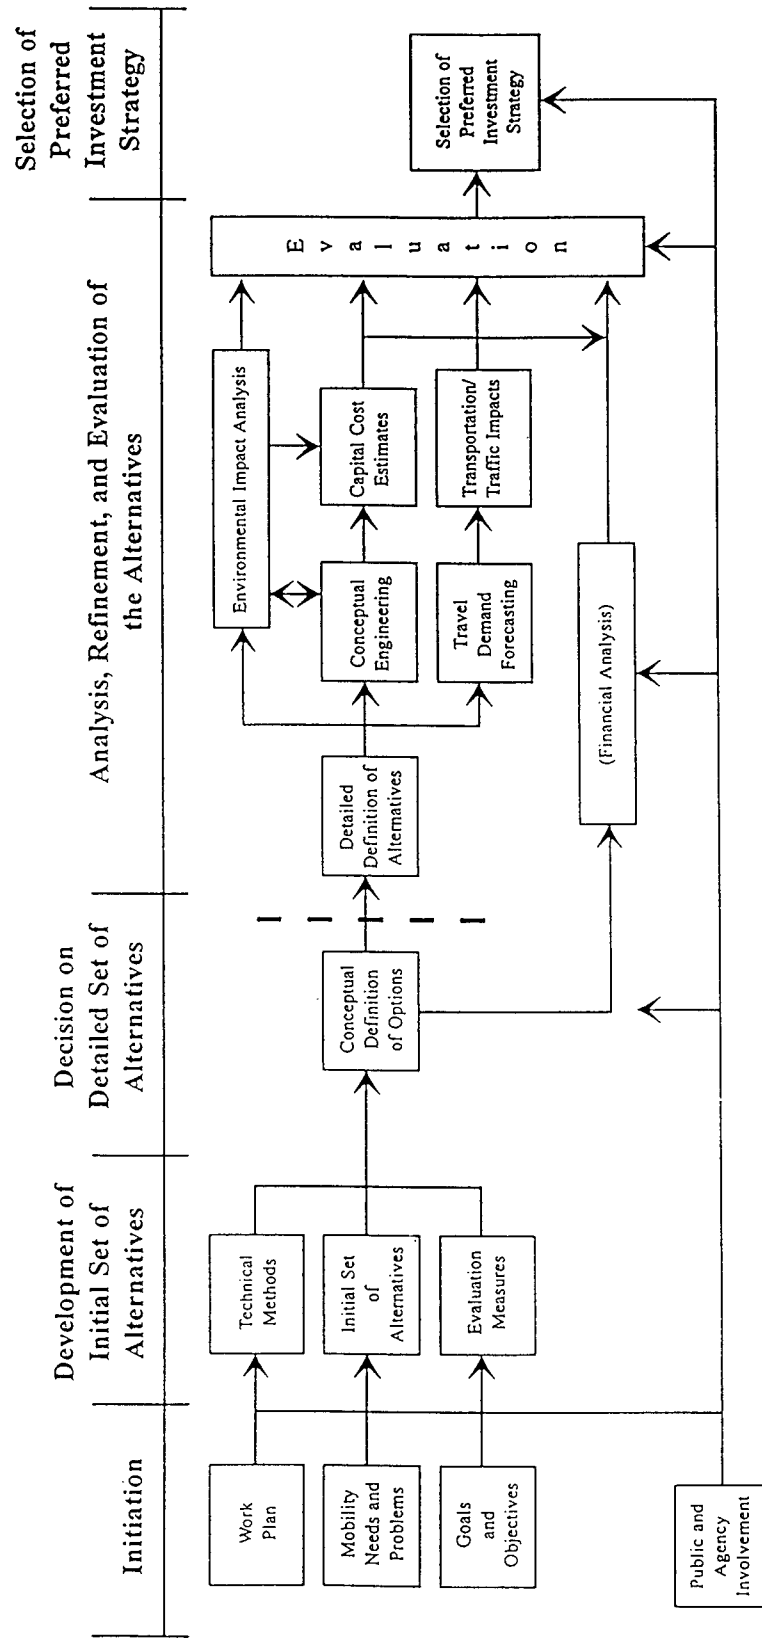 Initiation
Development of
Initial Set of
Alternatives
Decision on
Detailed Set of
Alternatives
Analysis, Refinement, and Evaluation of
the Alternatives
Selection of
Preferred
Investment
Strategy
Work
Plan
Mobility
Needs and
Problems
Goals
and
Objectives
Public and
Agency
Involvement
Technical
Methods
Initial Set
of
Alternatives
Evaluation
Measures
Conceptual
Definition
of Options
Detailed
Definition of
Alternatives
Environmental Impact Analysis
Conceptual
Engineering
Capital Cost
Estimates
Travel
Demand
Forecasting
Transportation/
Traffic Impacts
(Financial Analysis)
E v a l u a t i o n
Selection of
Preferred
Investment
Strategy